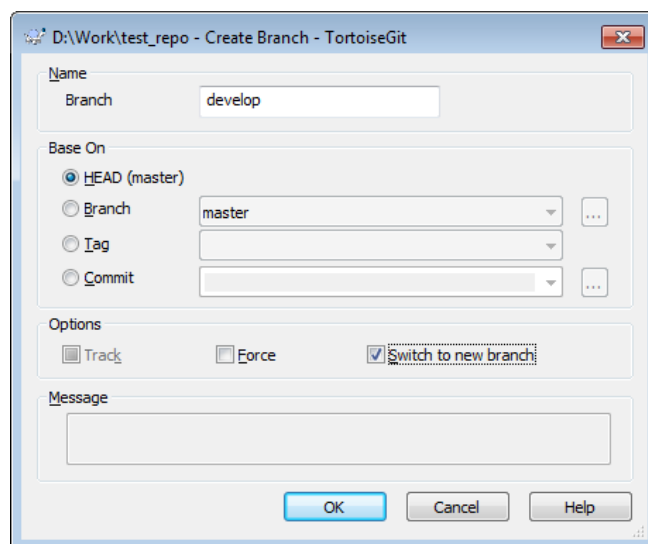 D:\Work\test_repo - Create Branch - TortoiseGit
Name
Branch develop
Base On
HEAD (master)
Branch master ...
Tag
Commit ...
Options
Track Force Switch to new branch
Message
OK Cancel Help